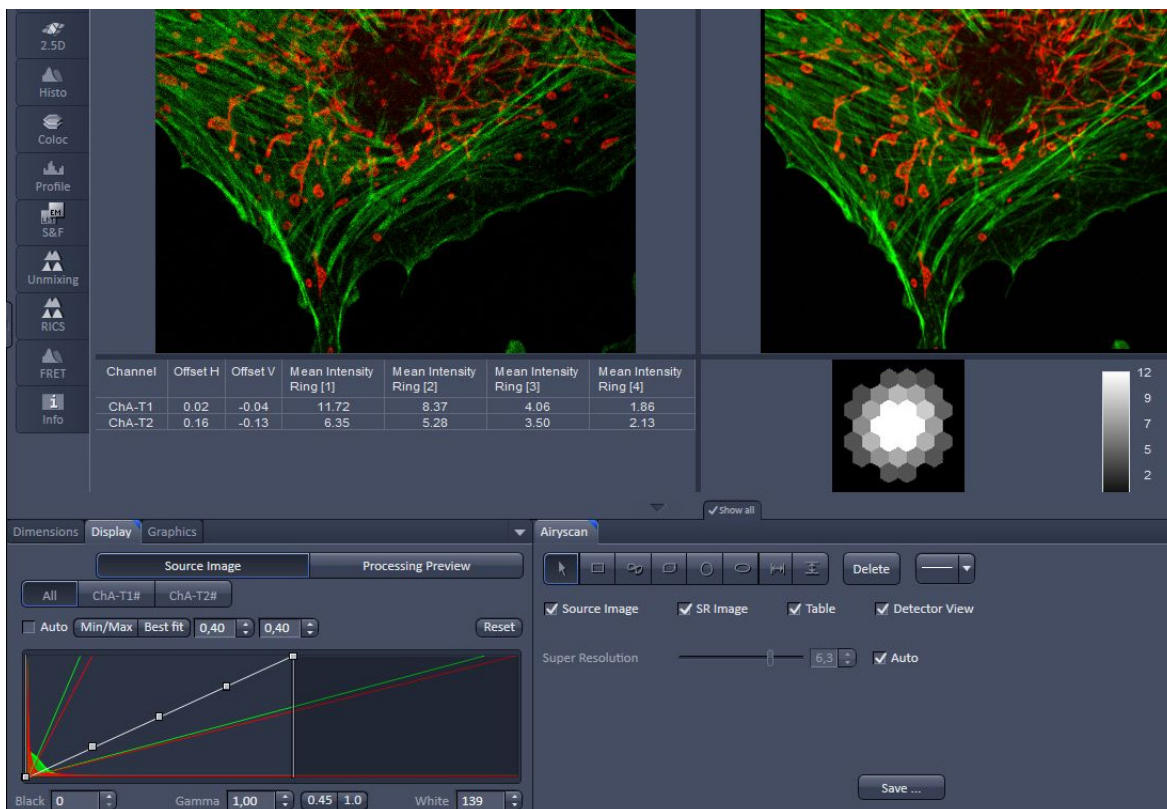 2.5D
Histo
Coloc
Profile
EM
S&F
Unmixing
RICS
FRET
i
Info
Channel Offset H Offset V Mean Intensity Ring [1] Mean Intensity Ring [2] Mean Intensity Ring [3] Mean Intensity Ring [4]
ChA-T1 0.02 -0.04 11.72 8.37 4.06 1.86
ChA-T2 0.16 -0.13 6.35 5.28 3.50 2.13
12
9
7
5
2
Show all
Dimensions Display Graphics
Source Image Processing Preview
All ChA-T1# ChA-T2#
Auto Min/Max Best fit 0,40 0,40 Reset
Black 0 Gamma 1,00 0.45 1.0 White 139
Airyscan
Delete
Source Image SR Image Table Detector View
Super Resolution 6,3 Auto
Save ...